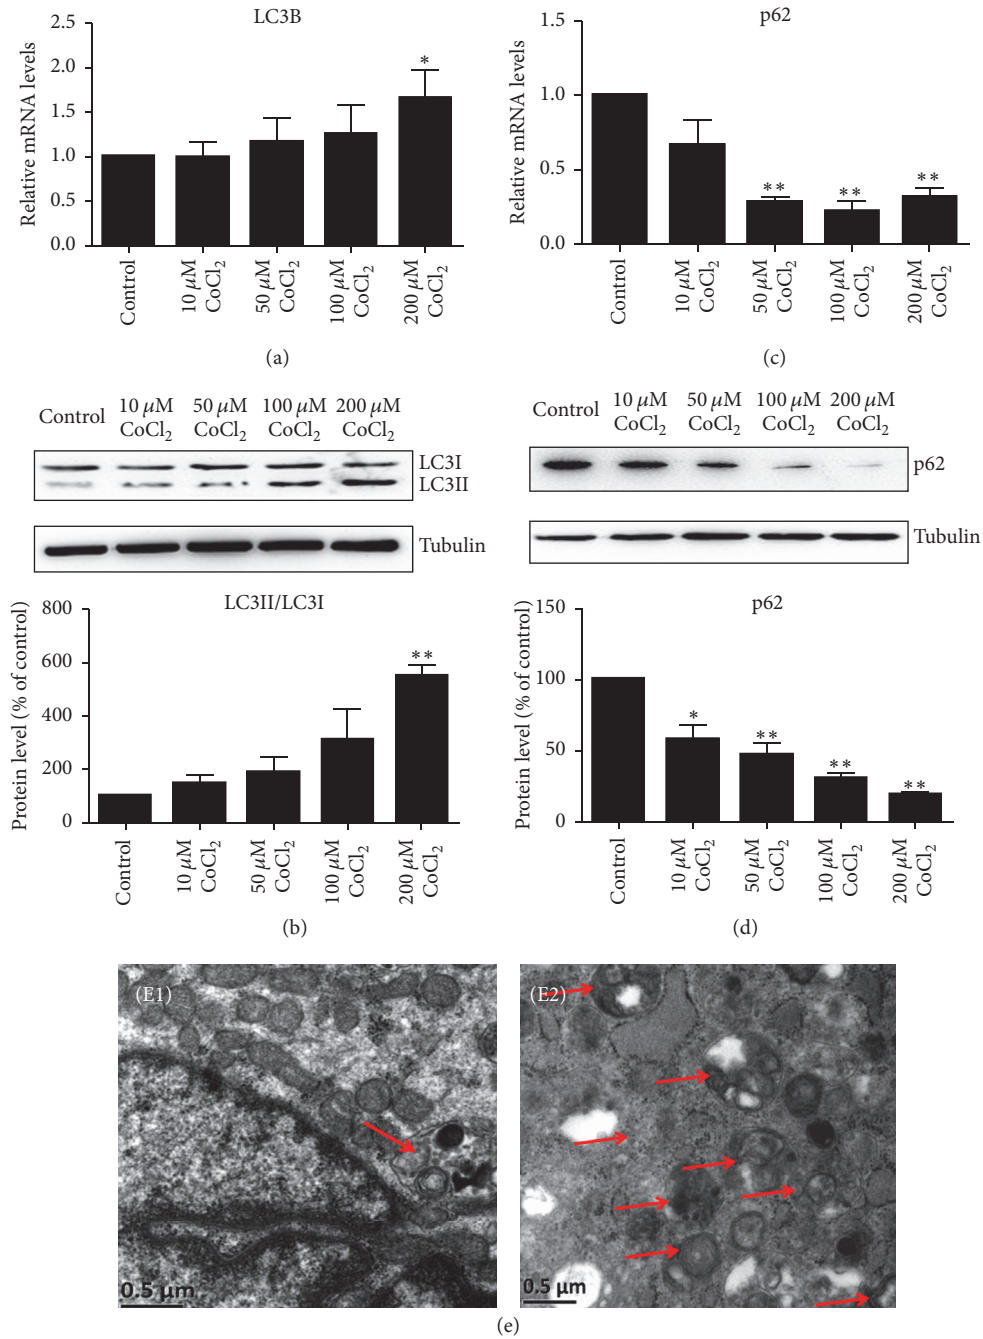 LC3B
Relative mRNA levels
2.5
2.0
1.5
1.0
0.5
0.0
*
Control
10 μM CoCl₂
50 μM CoCl₂
100 μM CoCl₂
200 μM CoCl₂
(a)
p62
Relative mRNA levels
1.5
1.0
0.5
0.0
**
**
**
Control
10 μM CoCl₂
50 μM CoCl₂
100 μM CoCl₂
200 μM CoCl₂
(c)
Control
10 μM CoCl₂
50 μM CoCl₂
100 μM CoCl₂
200 μM CoCl₂
LC3I
LC3II
Tubulin
LC3II/LC3I
Protein level (% of control)
800
600
400
200
0
**
Control
10 μM CoCl₂
50 μM CoCl₂
100 μM CoCl₂
200 μM CoCl₂
(b)
Control
10 μM CoCl₂
50 μM CoCl₂
100 μM CoCl₂
200 μM CoCl₂
p62
Tubulin
p62
Protein level (% of control)
150
100
50
0
*
**
**
**
Control
10 μM CoCl₂
50 μM CoCl₂
100 μM CoCl₂
200 μM CoCl₂
(d)
(E1)
0.5 μm
(E2)
0.5 μm
(e)